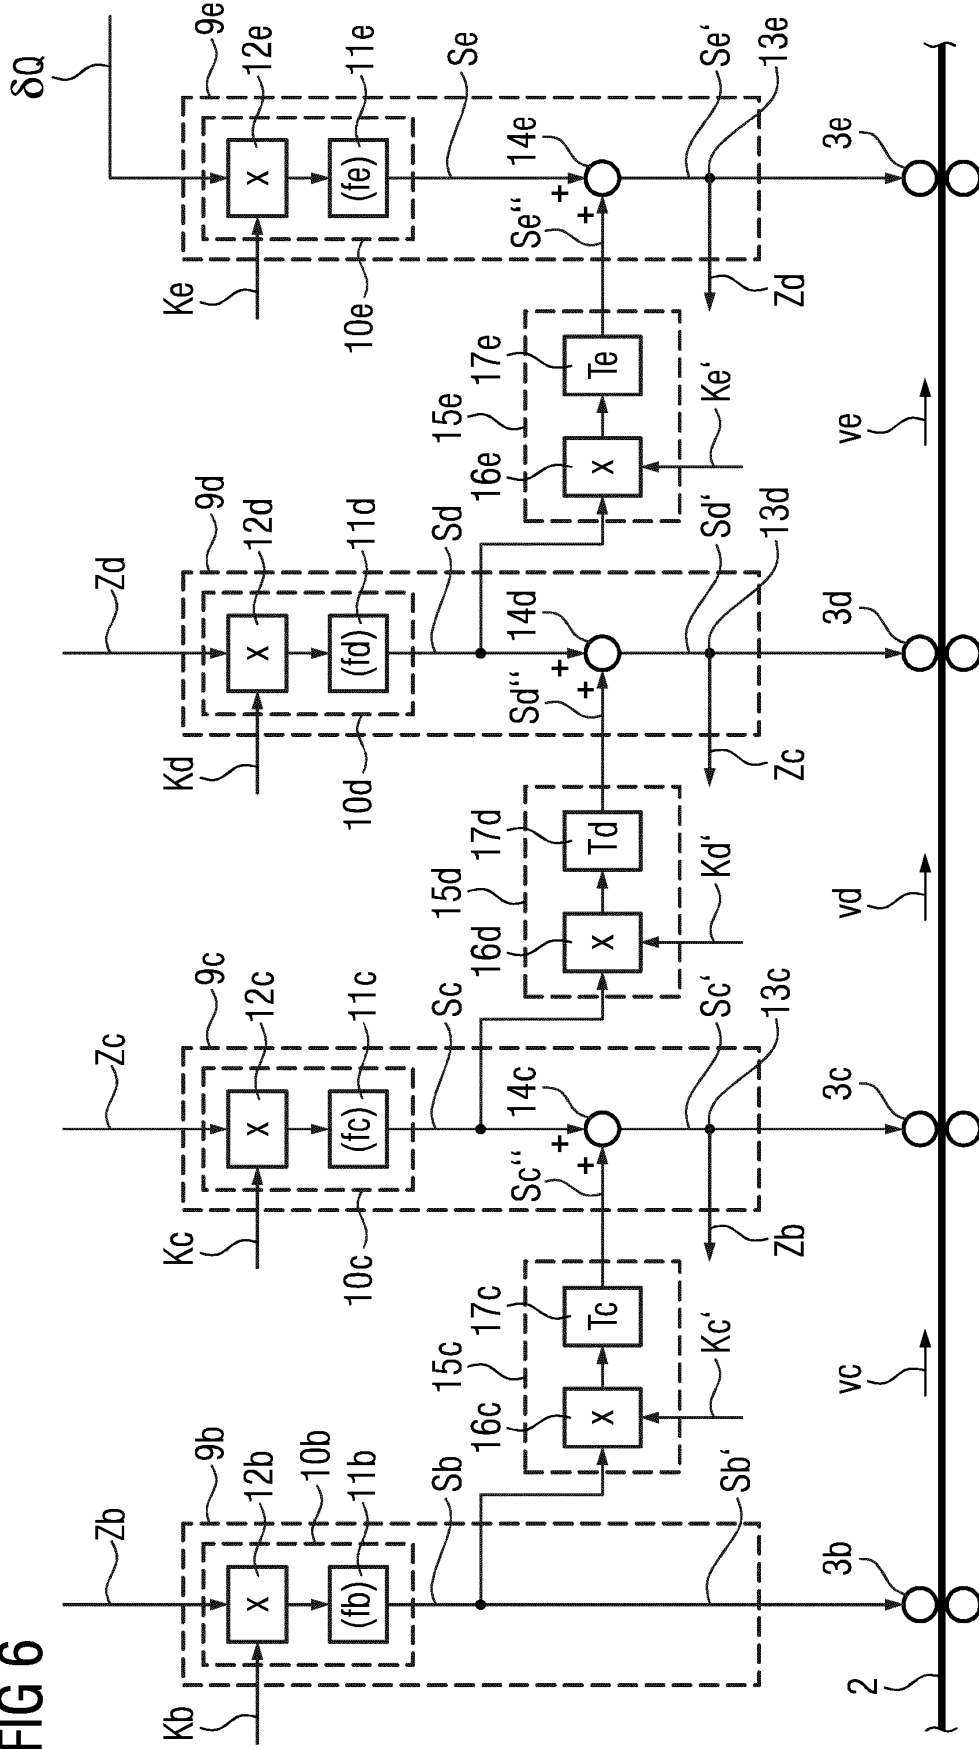 FIG 6
Zb
9b
12b
10b
11b
Kb
x
(fb)
Sb
Sb‘
3b
2
Zc
9c
12c
11c
Kc
x
(fc)
10c
Sc
15c
16c
17c
x
Tc
Kc‘
Sc“
14c
+
+
Sc‘
13c
Zb
vc
3c
Zd
9d
12d
11d
Kd
x
(fd)
10d
Sd
15d
16d
17d
x
Td
Kd‘
Sd“
14d
+
+
Sd‘
13d
Zc
vd
3d
δQ
9e
12e
11e
Ke
x
(fe)
10e
Se
15e
16e
17e
x
Te
Ke‘
Se“
14e
+
+
Se‘
13e
Zd
ve
3e